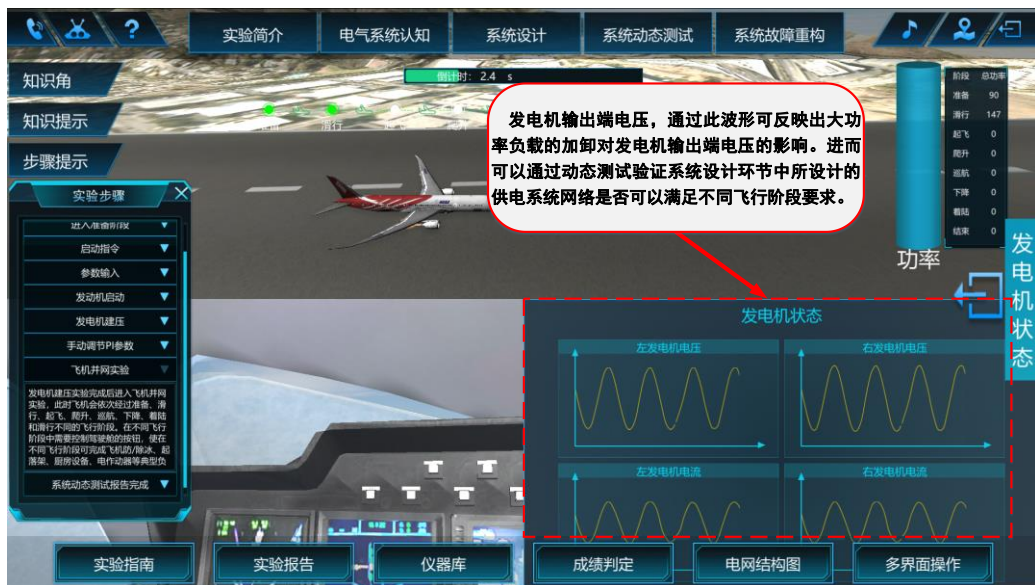 ?
实验简介
电气系统认知
系统设计
系统动态测试
系统故障重构
知识角
知识提示
步骤提示
倒计时: 2.4 s
滑行
阶段 总功率
准备 90
滑行 147
起飞 0
爬升 0
巡航 0
下降 0
着陆 0
结束 0
功率
发电机输出端电压，通过此波形可反映出大功
率负载的加卸对发电机输出端电压的影响。进而
可以通过动态测试验证系统设计环节中所设计的
供电系统网络是否可以满足不同飞行阶段要求。
实验步骤
进入准备阶段
启动指令
参数输入
发动机启动
发电机建压
手动调节PI参数
飞机并网实验
发电机建压实验完成后进入飞机并网
实验，此时飞机会依次经过准备、滑
行、起飞、爬升、巡航、下降、着陆
和滑行不同的飞行阶段。在不同飞行
阶段中需要控制驾驶舱的按钮，使在
不同飞行阶段可完成飞机防/除冰、起
落架、厨房设备、电作动器等典型负
系统动态测试报告完成
发电机状态
发电机状态
左发电机电压
右发电机电压
左发电机电流
右发电机电流
实验指南
实验报告
仪器库
成绩判定
电网结构图
多界面操作